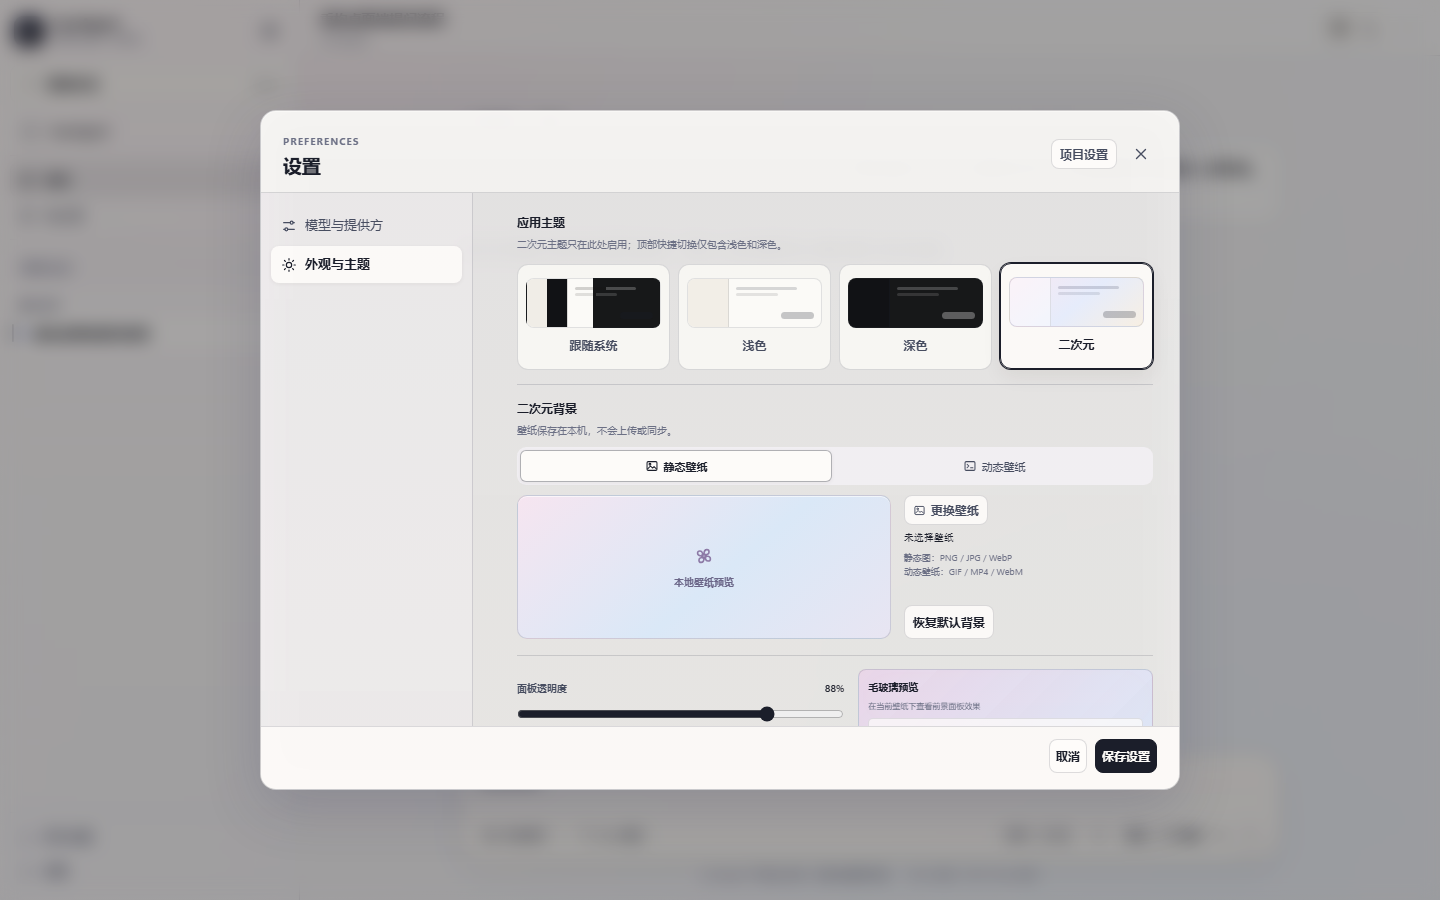 PREFERENCES
设置
项目设置
模型与提供方
外观与主题
应用主题
二次元主题只在此处启用；顶部快捷切换仅包含浅色和深色。
跟随系统
浅色
深色
二次元
二次元背景
壁纸保存在本机，不会上传或同步。
静态壁纸
动态壁纸
本地壁纸预览
更换壁纸
未选择壁纸
静态图：PNG / JPG / WebP
动态壁纸：GIF / MP4 / WebM
恢复默认背景
面板透明度
88%
毛玻璃预览
在当前壁纸下查看前景面板效果
取消
保存设置